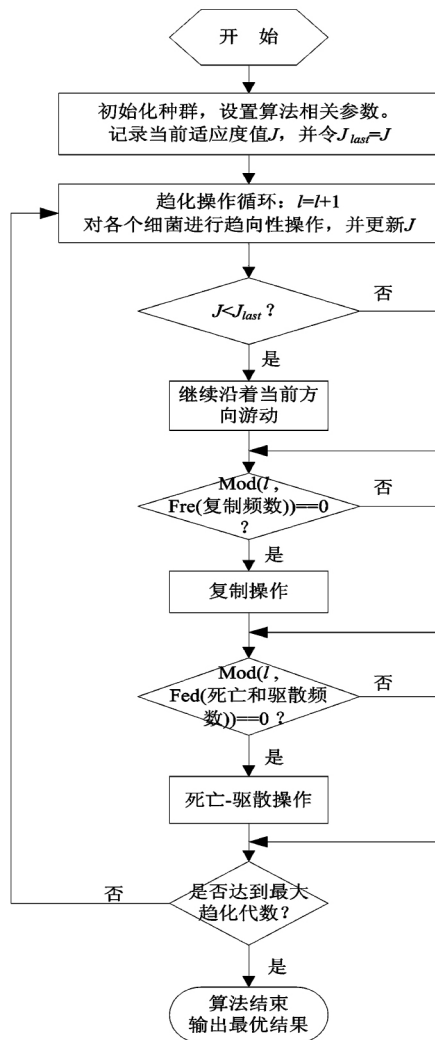 开 始
初始化种群，设置算法相关参数。
记录当前适应度值J，并令Jlast=J
趋化操作循环：l=l+1
对各个细菌进行趋向性操作，并更新J
J<Jlast？
否
是
继续沿着当前方
向游动
Mod(l，
Fre(复制频数))==0
？
否
是
复制操作
Mod(l，
Fed(死亡和驱散频
数))==0？
否
是
死亡-驱散操作
否
是否达到最大
趋化代数？
是
算法结束
输出最优结果